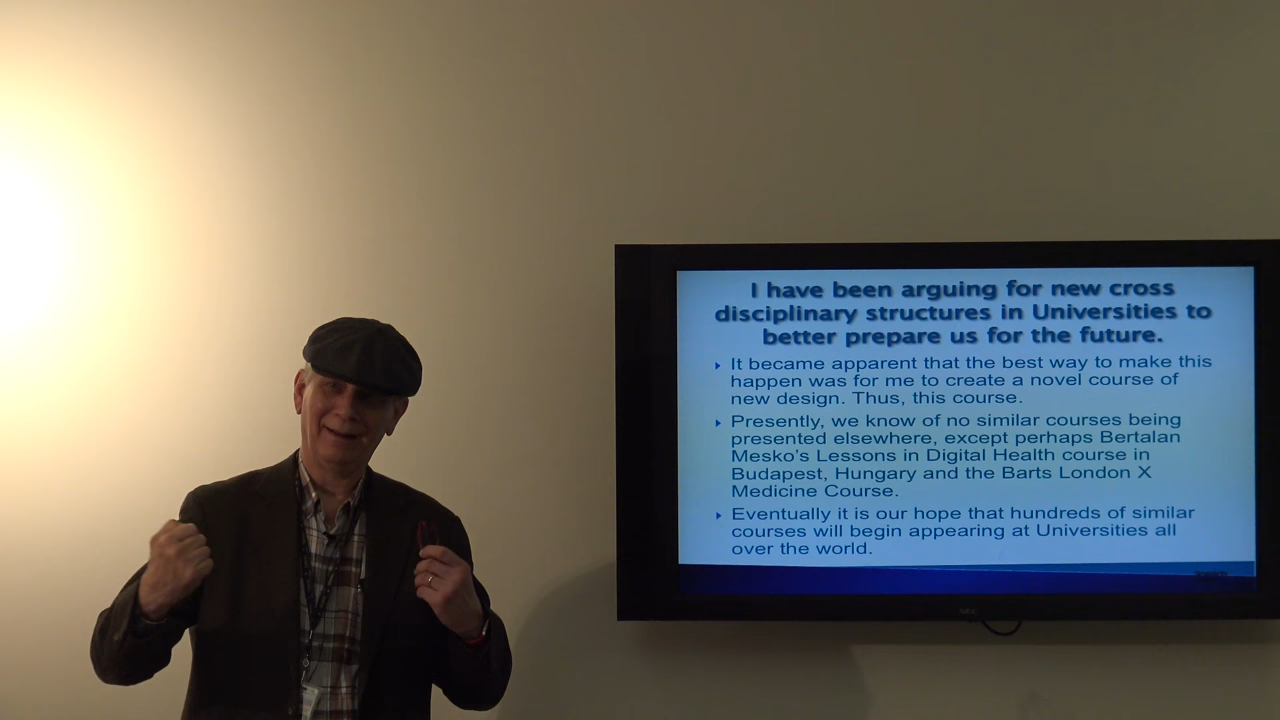 I have been arguing for new cross
disciplinary structures in Universities to
better prepare us for the future.
It became apparent that the best way to make this
happen was for me to create a novel course of
new design. Thus, this course.
Presently, we know of no similar courses being
presented elsewhere, except perhaps Bertalan
Mesko's Lessons in Digital Health course in
Budapest, Hungary and the Barts London X
Medicine Course.
Eventually it is our hope that hundreds of similar
courses will begin appearing at Universities all
over the world.
NEC